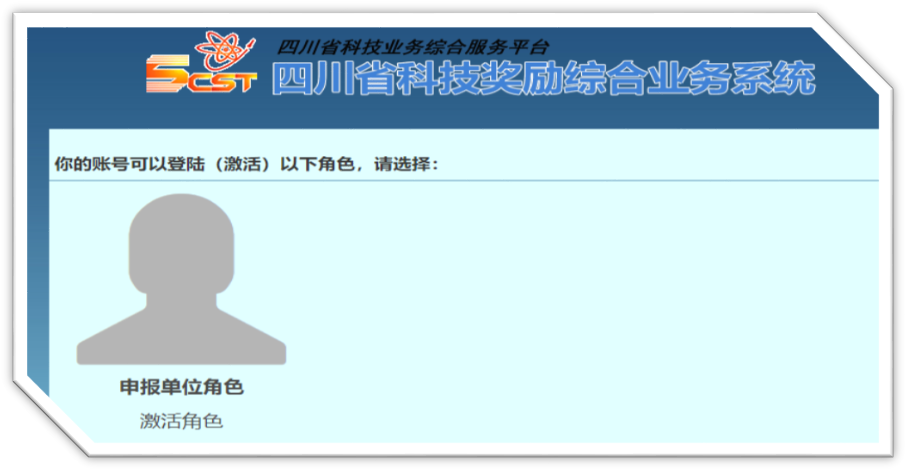 四川省科技业务综合服务平台
SCST
四川省科技奖励综合业务系统
你的账号可以登陆（激活）以下角色，请选择：
申报单位角色
激活角色